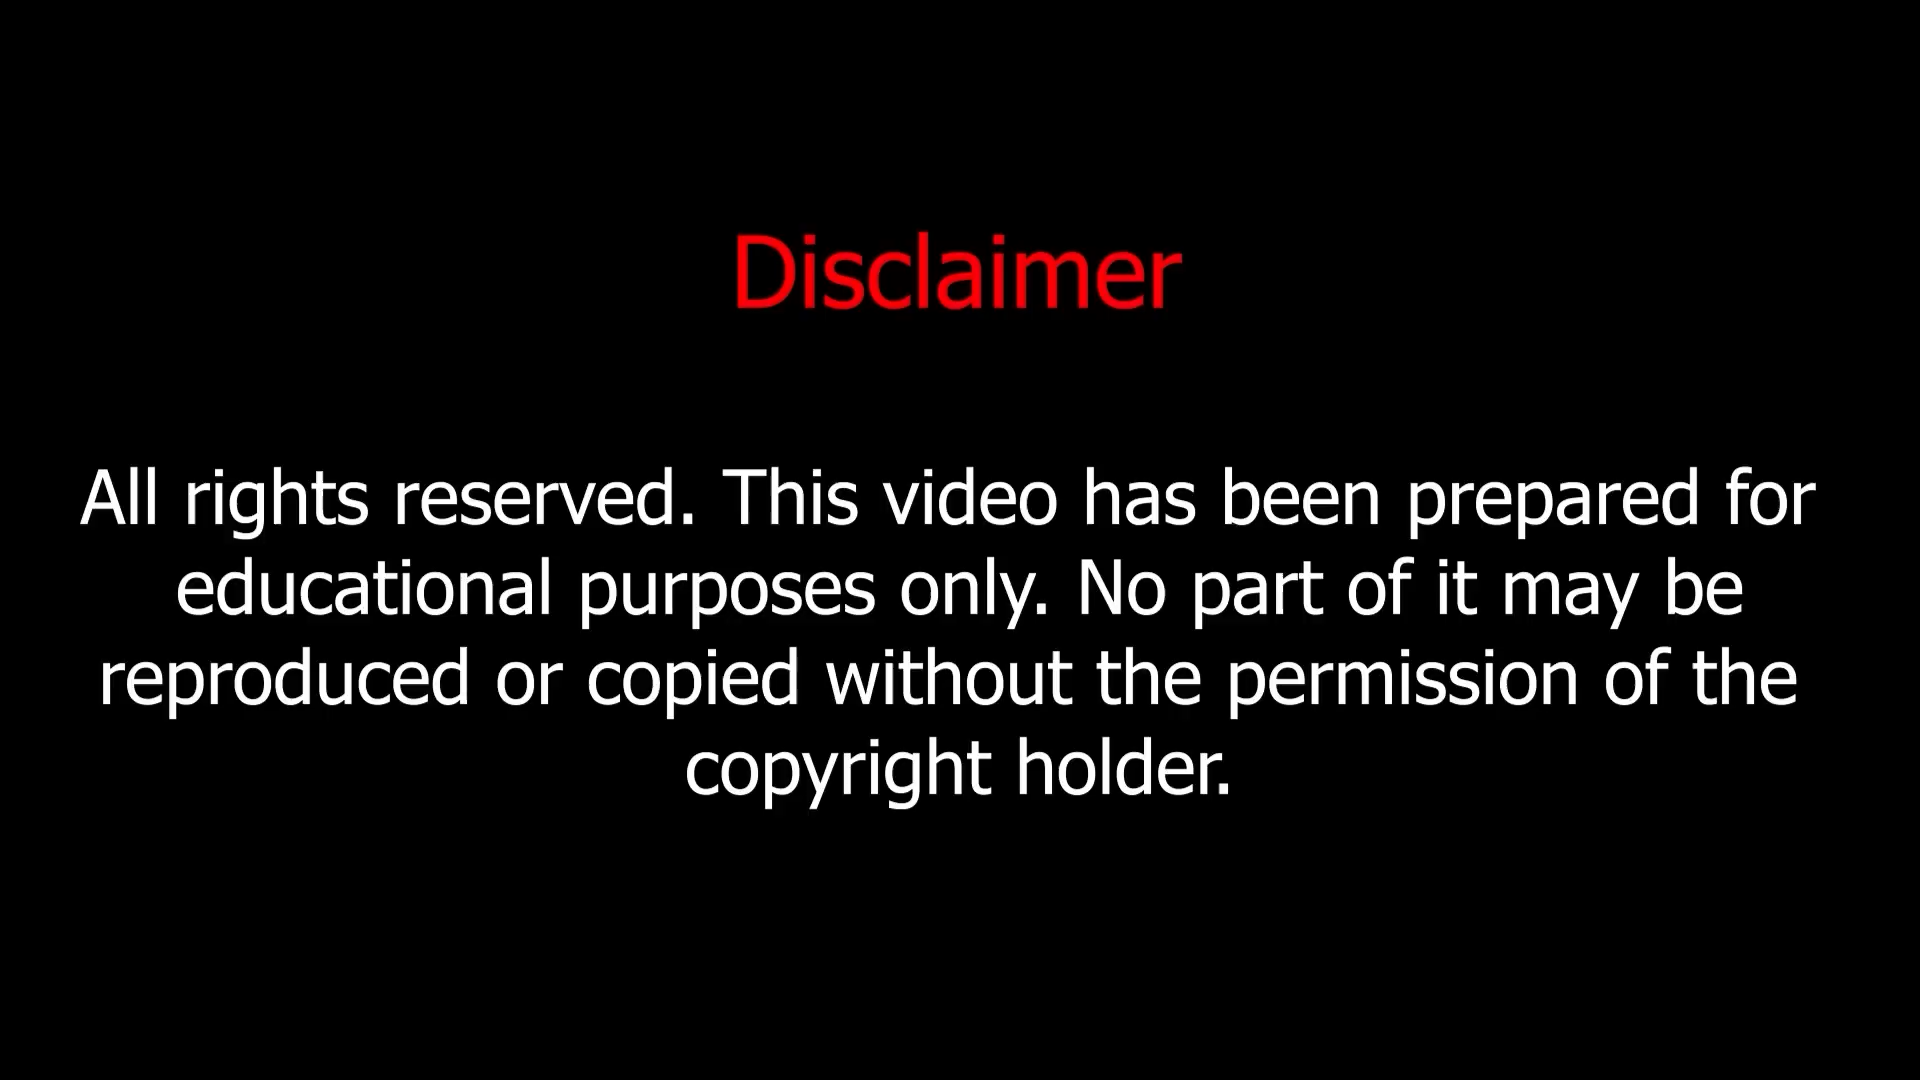 Disclaimer
All rights reserved. This video has been prepared for
educational purposes only. No part of it may be
reproduced or copied without the permission of the
copyright holder.